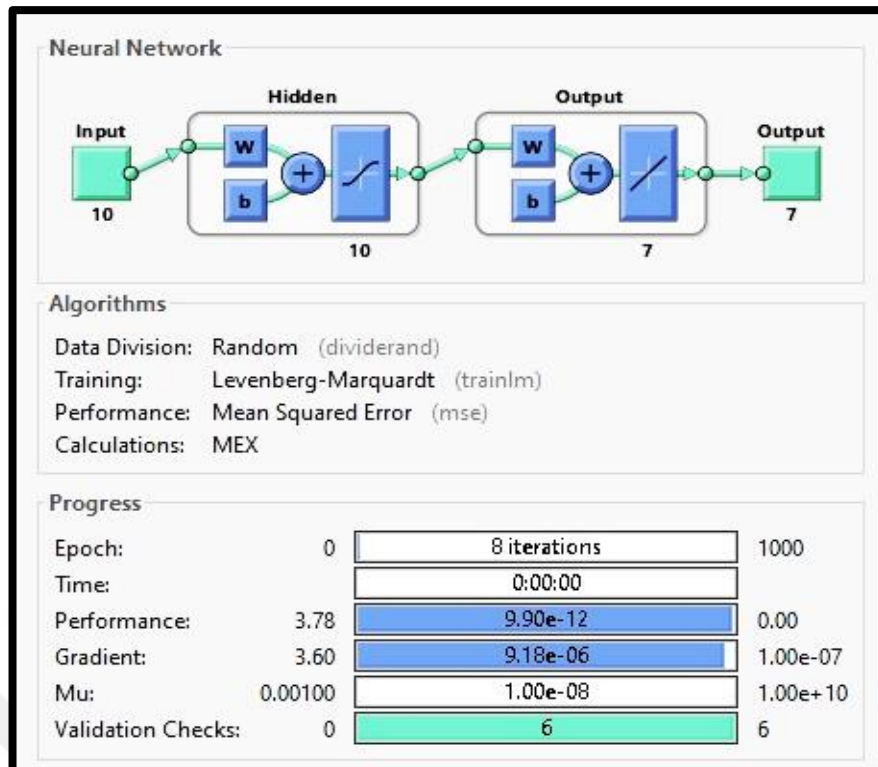 Neural Network
Hidden
Output
Input
Output
W
W
b
b
10
10
7
7
Algorithms
Data Division: Random (dividerand)
Training: Levenberg-Marquardt (trainlm)
Performance: Mean Squared Error (mse)
Calculations: MEX
Progress
Epoch: 0 8 iterations 1000
Time: 0:00:00
Performance: 3.78 9.90e-12 0.00
Gradient: 3.60 9.18e-06 1.00e-07
Mu: 0.00100 1.00e-08 1.00e+10
Validation Checks: 0 6 6